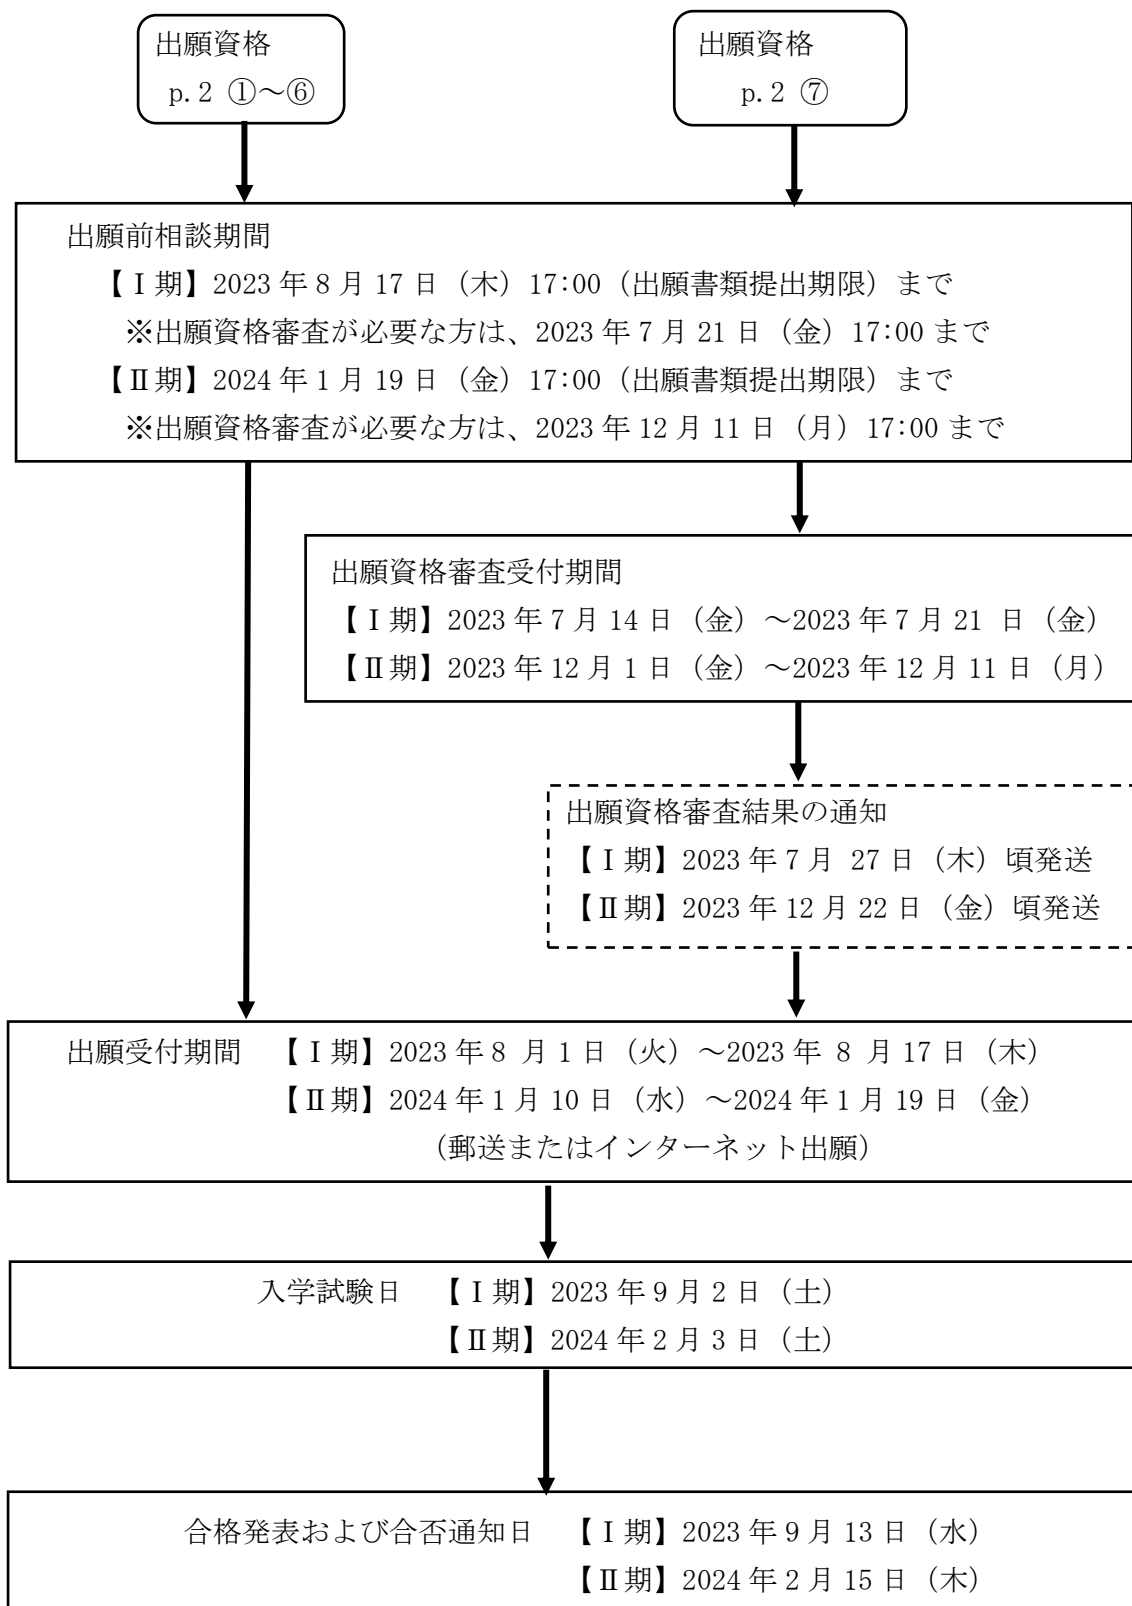 出願資格
p.2 ①～⑥
出願資格
p.2 ⑦
出願前相談期間
【Ⅰ期】2023 年 8 月 17 日（木）17:00（出願書類提出期限）まで
※出願資格審査が必要な方は、2023 年 7 月 21 日（金）17:00 まで
【Ⅱ期】2024 年 1 月 19 日（金）17:00（出願書類提出期限）まで
※出願資格審査が必要な方は、2023 年 12 月 11 日（月）17:00 まで
出願資格審査受付期間
【Ⅰ期】2023 年 7 月 14 日（金）～2023 年 7 月 21 日（金）
【Ⅱ期】2023 年 12 月 1 日（金）～2023 年 12 月 11 日（月）
出願資格審査結果の通知
【Ⅰ期】2023 年 7 月 27 日（木）頃発送
【Ⅱ期】2023 年 12 月 22 日（金）頃発送
出願受付期間 【Ⅰ期】2023 年 8 月 1 日（火）～2023 年 8 月 17 日（木）
【Ⅱ期】2024 年 1 月 10 日（水）～2024 年 1 月 19 日（金）
（郵送またはインターネット出願）
入学試験日 【Ⅰ期】2023 年 9 月 2 日（土）
【Ⅱ期】2024 年 2 月 3 日（土）
合格発表および合否通知日 【Ⅰ期】2023 年 9 月 13 日（水）
【Ⅱ期】2024 年 2 月 15 日（木）